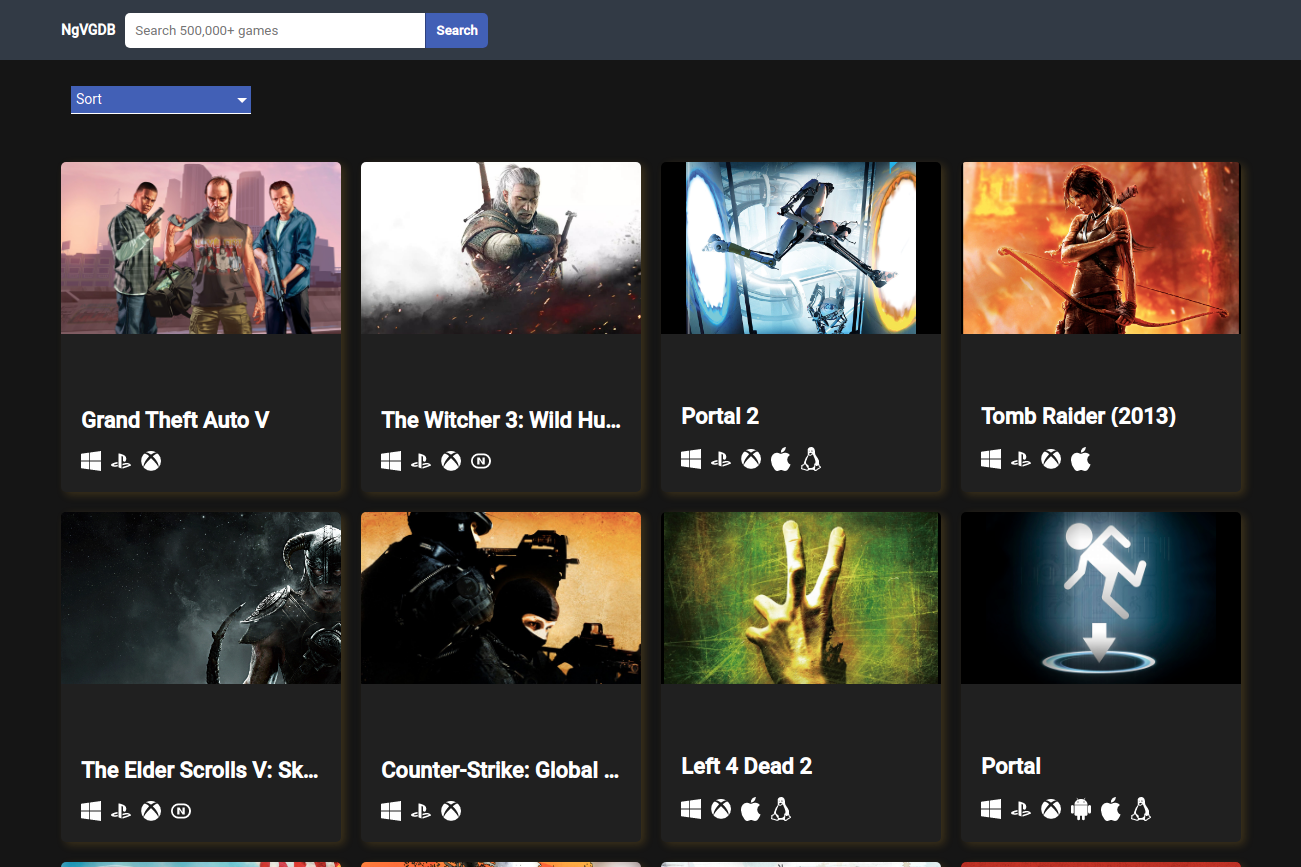 NgVGDB Search 500,000+ games Search
Sort
Grand Theft Auto V
The Witcher 3: Wild Hu...
Portal 2
Tomb Raider (2013)
The Elder Scrolls V: Sk...
Counter-Strike: Global ...
Left 4 Dead 2
Portal